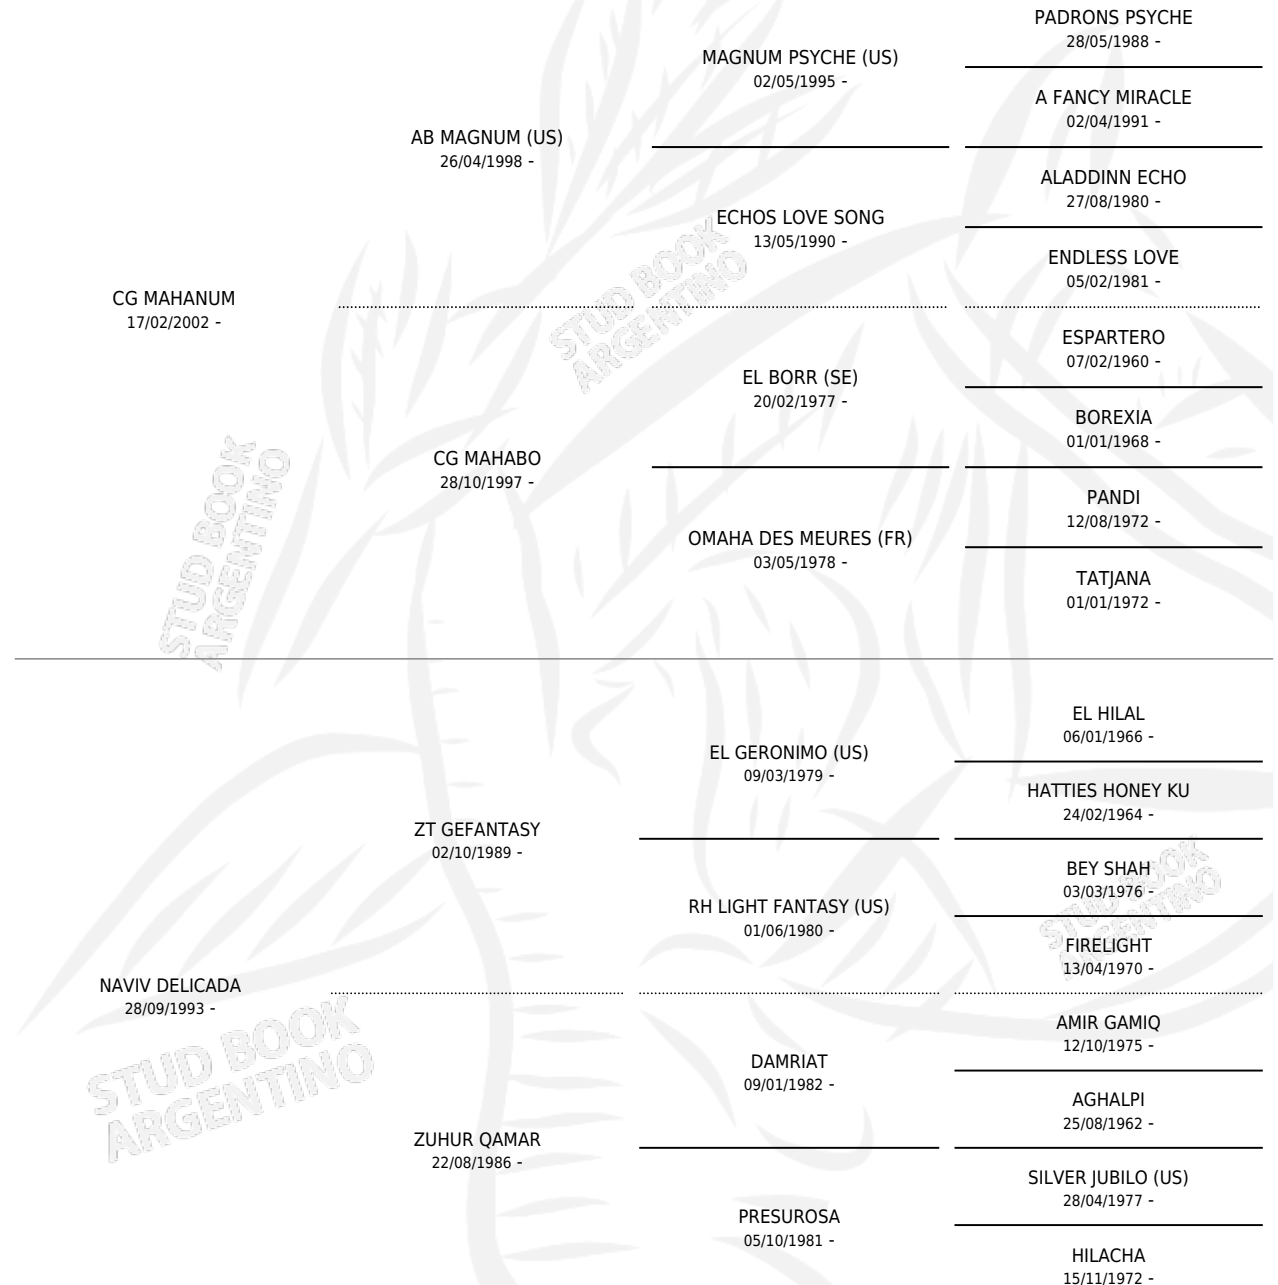 PADRONS PSYCHE
28/05/1988 -
MAGNUM PSYCHE (US)
02/05/1995 -
A FANCY MIRACLE
02/04/1991 -
AB MAGNUM (US)
26/04/1998 -
ALADDINN ECHO
27/08/1980 -
ECHOS LOVE SONG
13/05/1990 -
ENDLESS LOVE
05/02/1981 -
CG MAHANUM
17/02/2002 -
STUD BOOK
ARGENTINO
ESPARTERO
07/02/1960 -
EL BORR (SE)
20/02/1977 -
BOREXIA
01/01/1968 -
CG MAHABO
28/10/1997 -
PANDI
12/08/1972 -
OMAHA DES MEURES (FR)
03/05/1978 -
TATJANA
01/01/1972 -
STUD BOOK
ARGENTINO
EL HILAL
06/01/1966 -
EL GERONIMO (US)
09/03/1979 -
HATTIES HONEY KU
24/02/1964 -
ZT GEFANTASY
02/10/1989 -
BEY SHAH
03/03/1976 -
RH LIGHT FANTASY (US)
01/06/1980 -
FIRELIGHT
13/04/1970 -
STUD BOOK
ARGENTINO
NAVIV DELICADA
28/09/1993 -
STUD BOOK
ARGENTINO
AMIR GAMIQ
12/10/1975 -
DAMRIAT
09/01/1982 -
AGHALPI
25/08/1962 -
ZUHUR QAMAR
22/08/1986 -
SILVER JUBILO (US)
28/04/1977 -
PRESUROSA
05/10/1981 -
HILACHA
15/11/1972 -